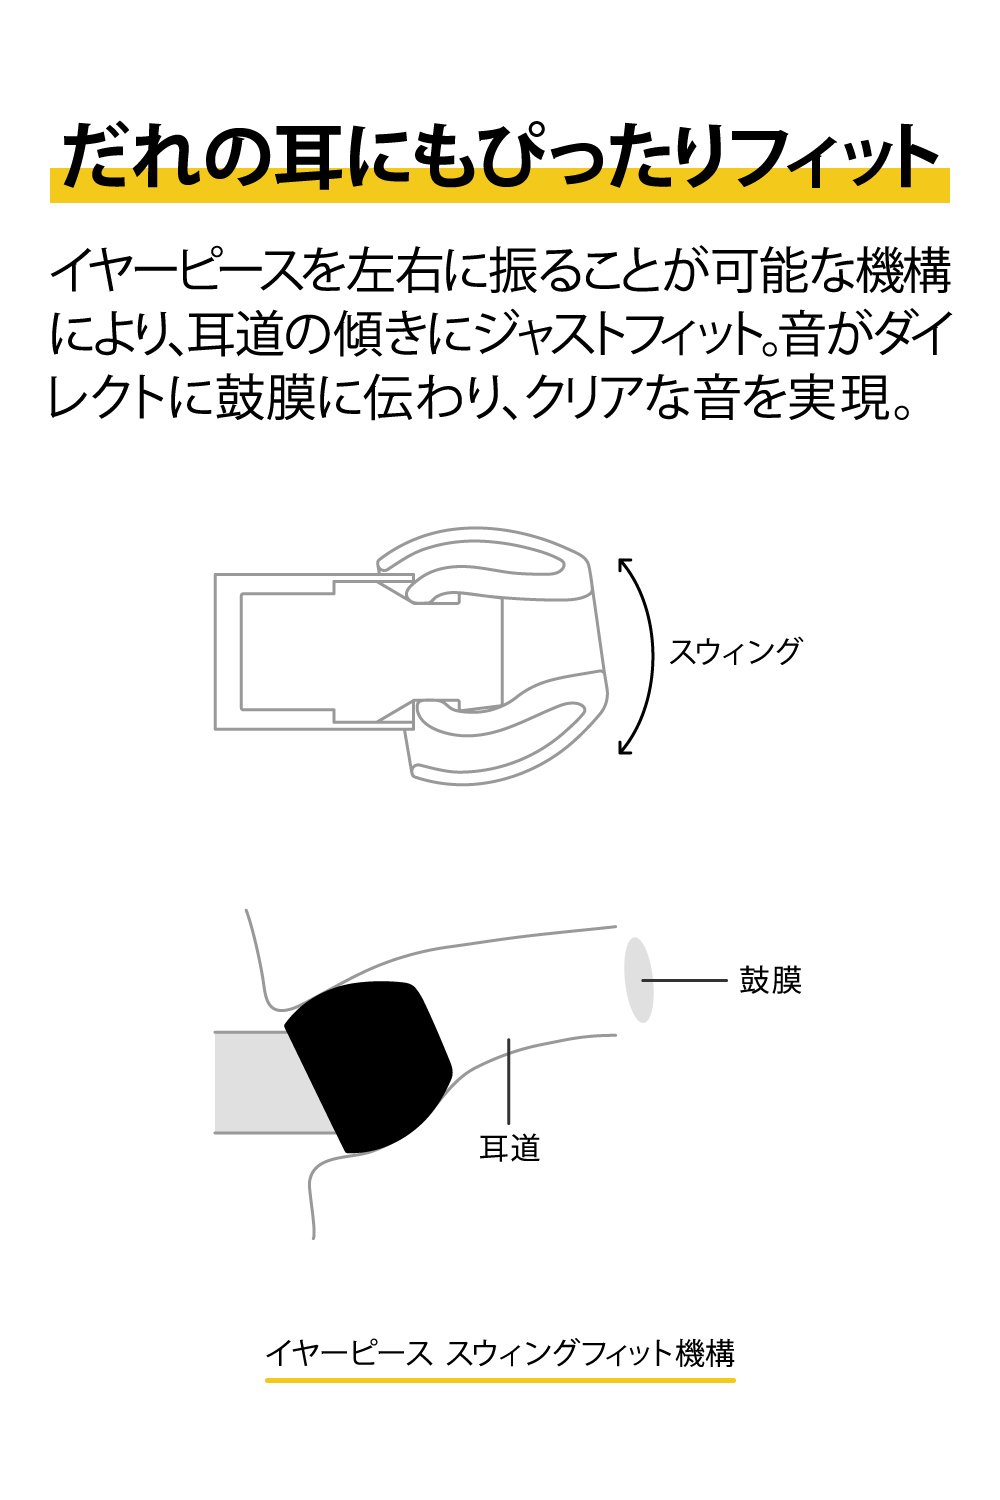 だれの耳にもぴったりフィット
イヤーピースを左右に振ることが可能な機構
により、耳道の傾きにジャストフィット。音がダイ
レクトに鼓膜に伝わり、クリアな音を実現。
スウィング
鼓膜
耳道
イヤーピース スウィングフィット機構